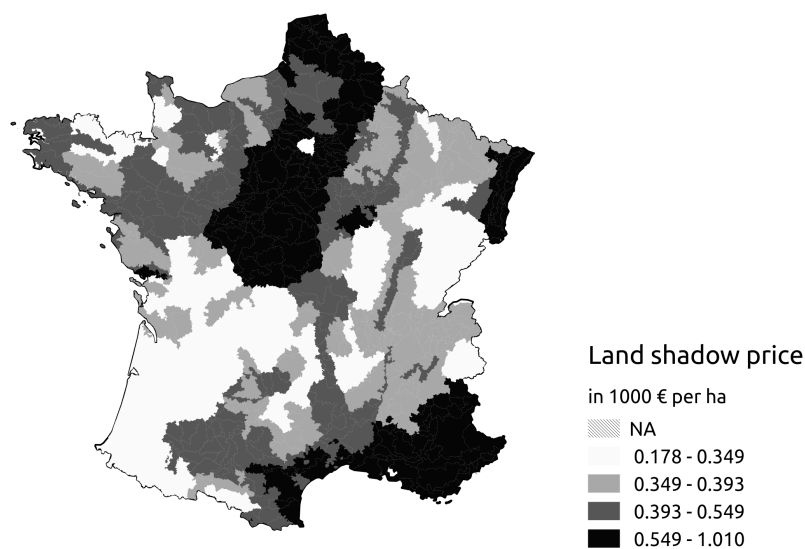 Land shadow price
in 1000 € per ha
NA
0.178 - 0.349
0.349 - 0.393
0.393 - 0.549
0.549 - 1.010